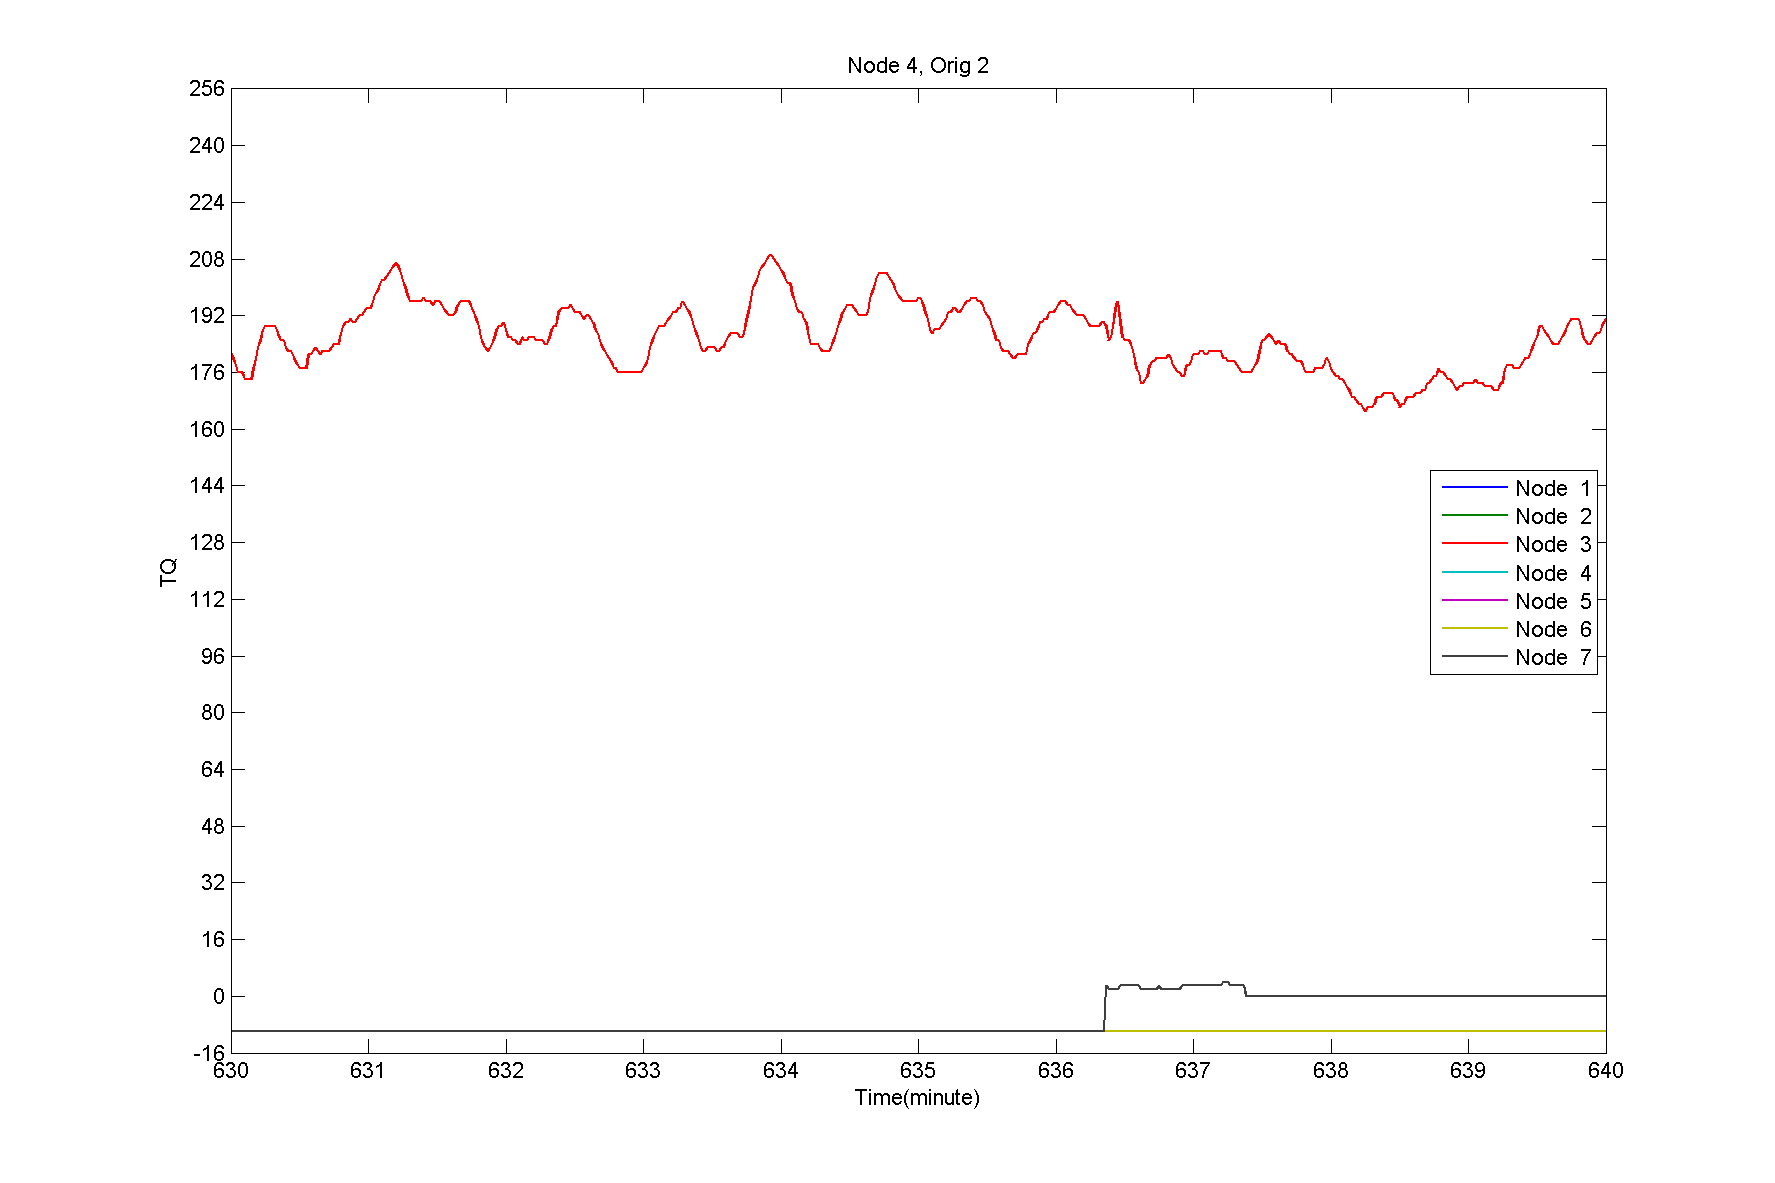 Node 4, Orig 2
256
240
224
208
192
176
160
144
128
112
96
80
64
48
32
16
0
-16
TQ
Node 1
Node 2
Node 3
Node 4
Node 5
Node 6
Node 7
630 631 632 633 634 635 636 637 638 639 640
Time(minute)